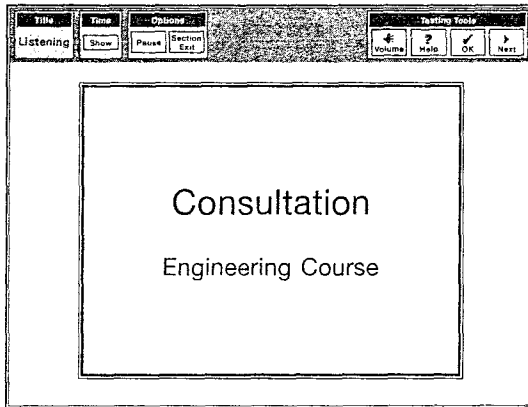 Title
Time
Options
Testing Tools
Listening
Show
Pause
Section
Exit
Volume
?
Help
OK
Next
Consultation
Engineering Course